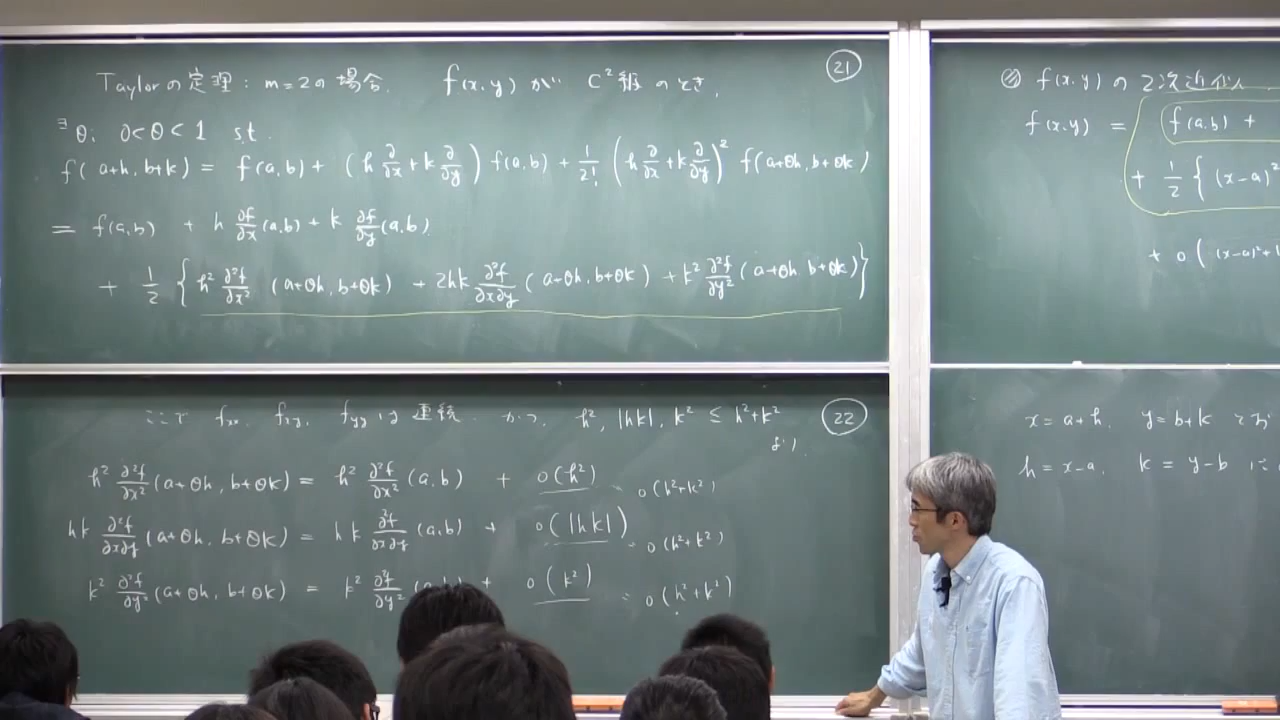 Taylorの定理: m=2の場合. f(x,y)が C²級のとき, ㉑
∃θ; 0<θ<1 s.t.
f(a+h, b+k) = f(a,b) + (h ∂/∂x + k ∂/∂y) f(a,b) + 1/2! (h ∂/∂x + k ∂/∂y)² f(a+θh, b+θk)
= f(a,b) + h ∂f/∂x (a,b) + k ∂f/∂y (a,b)
+ 1/2 { h² ∂²f/∂x² (a+θh, b+θk) + 2hk ∂²f/∂x∂y (a+θh, b+θk) + k² ∂²f/∂y² (a+θh, b+θk) }
ここで fxx, fxy, fyy は連続. かつ, h², |hk|, k² ≤ h²+k² ㉒
より,
h² ∂²f/∂x² (a+θh, b+θk) = h² ∂²f/∂x² (a,b) + o(h²) = o(h²+k²)
hk ∂²f/∂x∂y (a+θh, b+θk) = hk ∂²f/∂x∂y (a,b) + o(|hk|) = o(h²+k²)
k² ∂²f/∂y² (a+θh, b+θk) = k² ∂²f/∂y² + o(k²) = o(h²+k²)
f(x,y) の 2次近似
f(x,y) = f(a,b) +
+ 1/2 { (x-a)²
+ o( (x-a)²+
x = a+h, y = b+k とお
h = x-a, k = y-b に